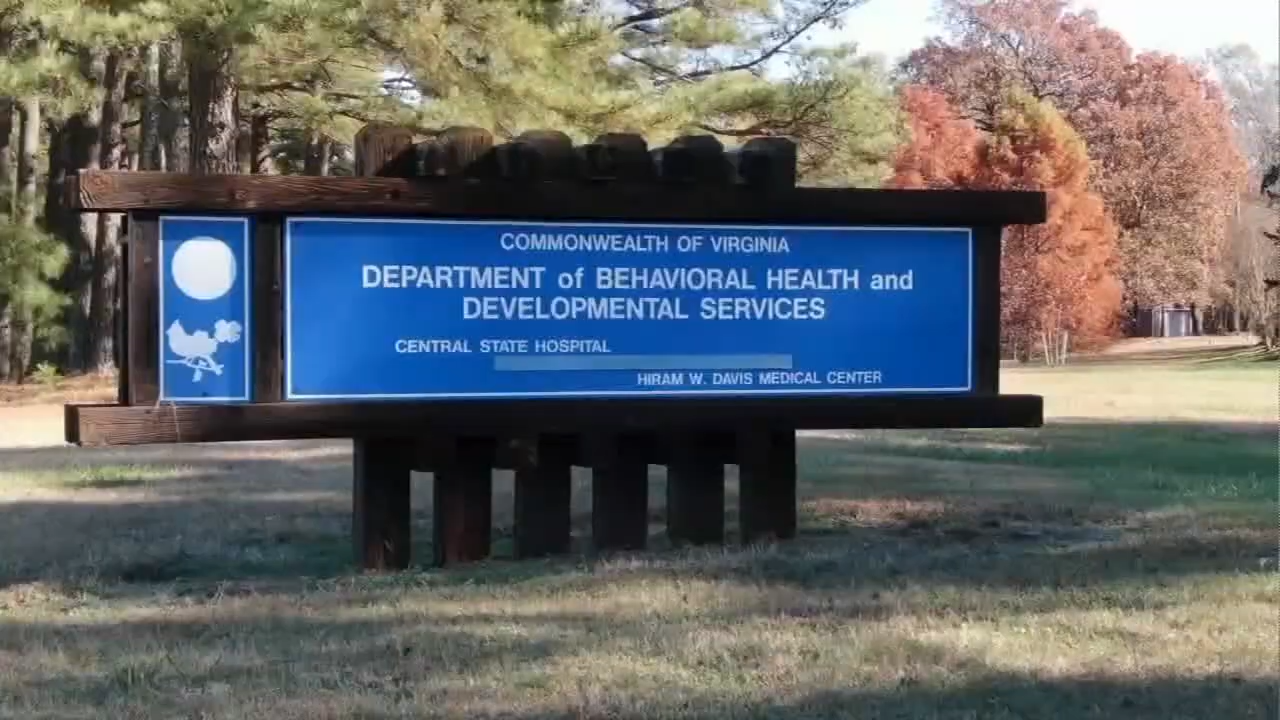 COMMONWEALTH OF VIRGINIA
DEPARTMENT of BEHAVIORAL HEALTH and
DEVELOPMENTAL SERVICES
CENTRAL STATE HOSPITAL
HIRAM W. DAVIS MEDICAL CENTER